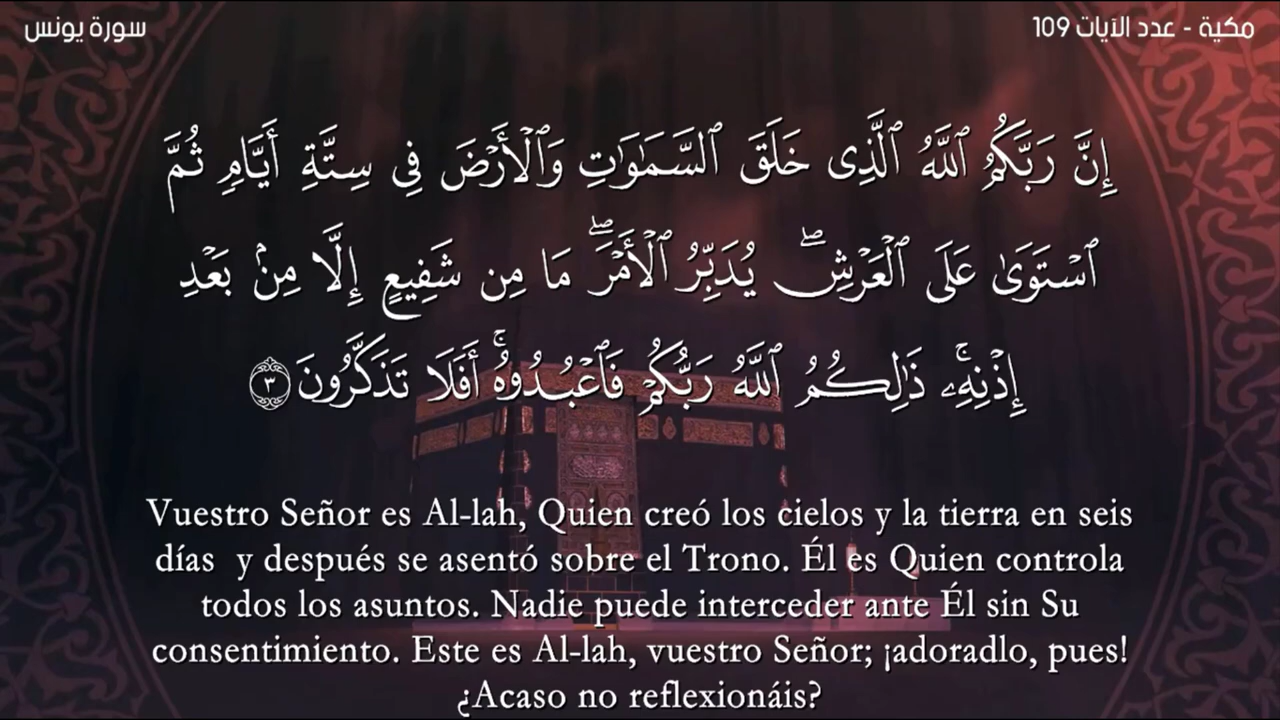 مكية - عدد الآيات 109
سورة يونس
إِنَّ رَبَّكُمُ ٱللَّهُ ٱلَّذِى خَلَقَ ٱلسَّمَٰوَٰتِ وَٱلْأَرْضَ فِى سِتَّةِ أَيَّامٍ ثُمَّ
ٱسْتَوَىٰ عَلَى ٱلْعَرْشِ ۖ يُدَبِّرُ ٱلْأَمْرَ ۖ مَا مِن شَفِيعٍ إِلَّا مِنۢ بَعْدِ
إِذْنِهِۦ ۚ ذَٰلِكُمُ ٱللَّهُ رَبُّكُمْ فَٱعْبُدُوهُ ۚ أَفَلَا تَذَكَّرُونَ ٣
Vuestro Señor es Al-lah, Quien creó los cielos y la tierra en seis
días y después se asentó sobre el Trono. Él es Quien controla
todos los asuntos. Nadie puede interceder ante Él sin Su
consentimiento. Este es Al-lah, vuestro Señor; ¡adoradlo, pues!
¿Acaso no reflexionáis?